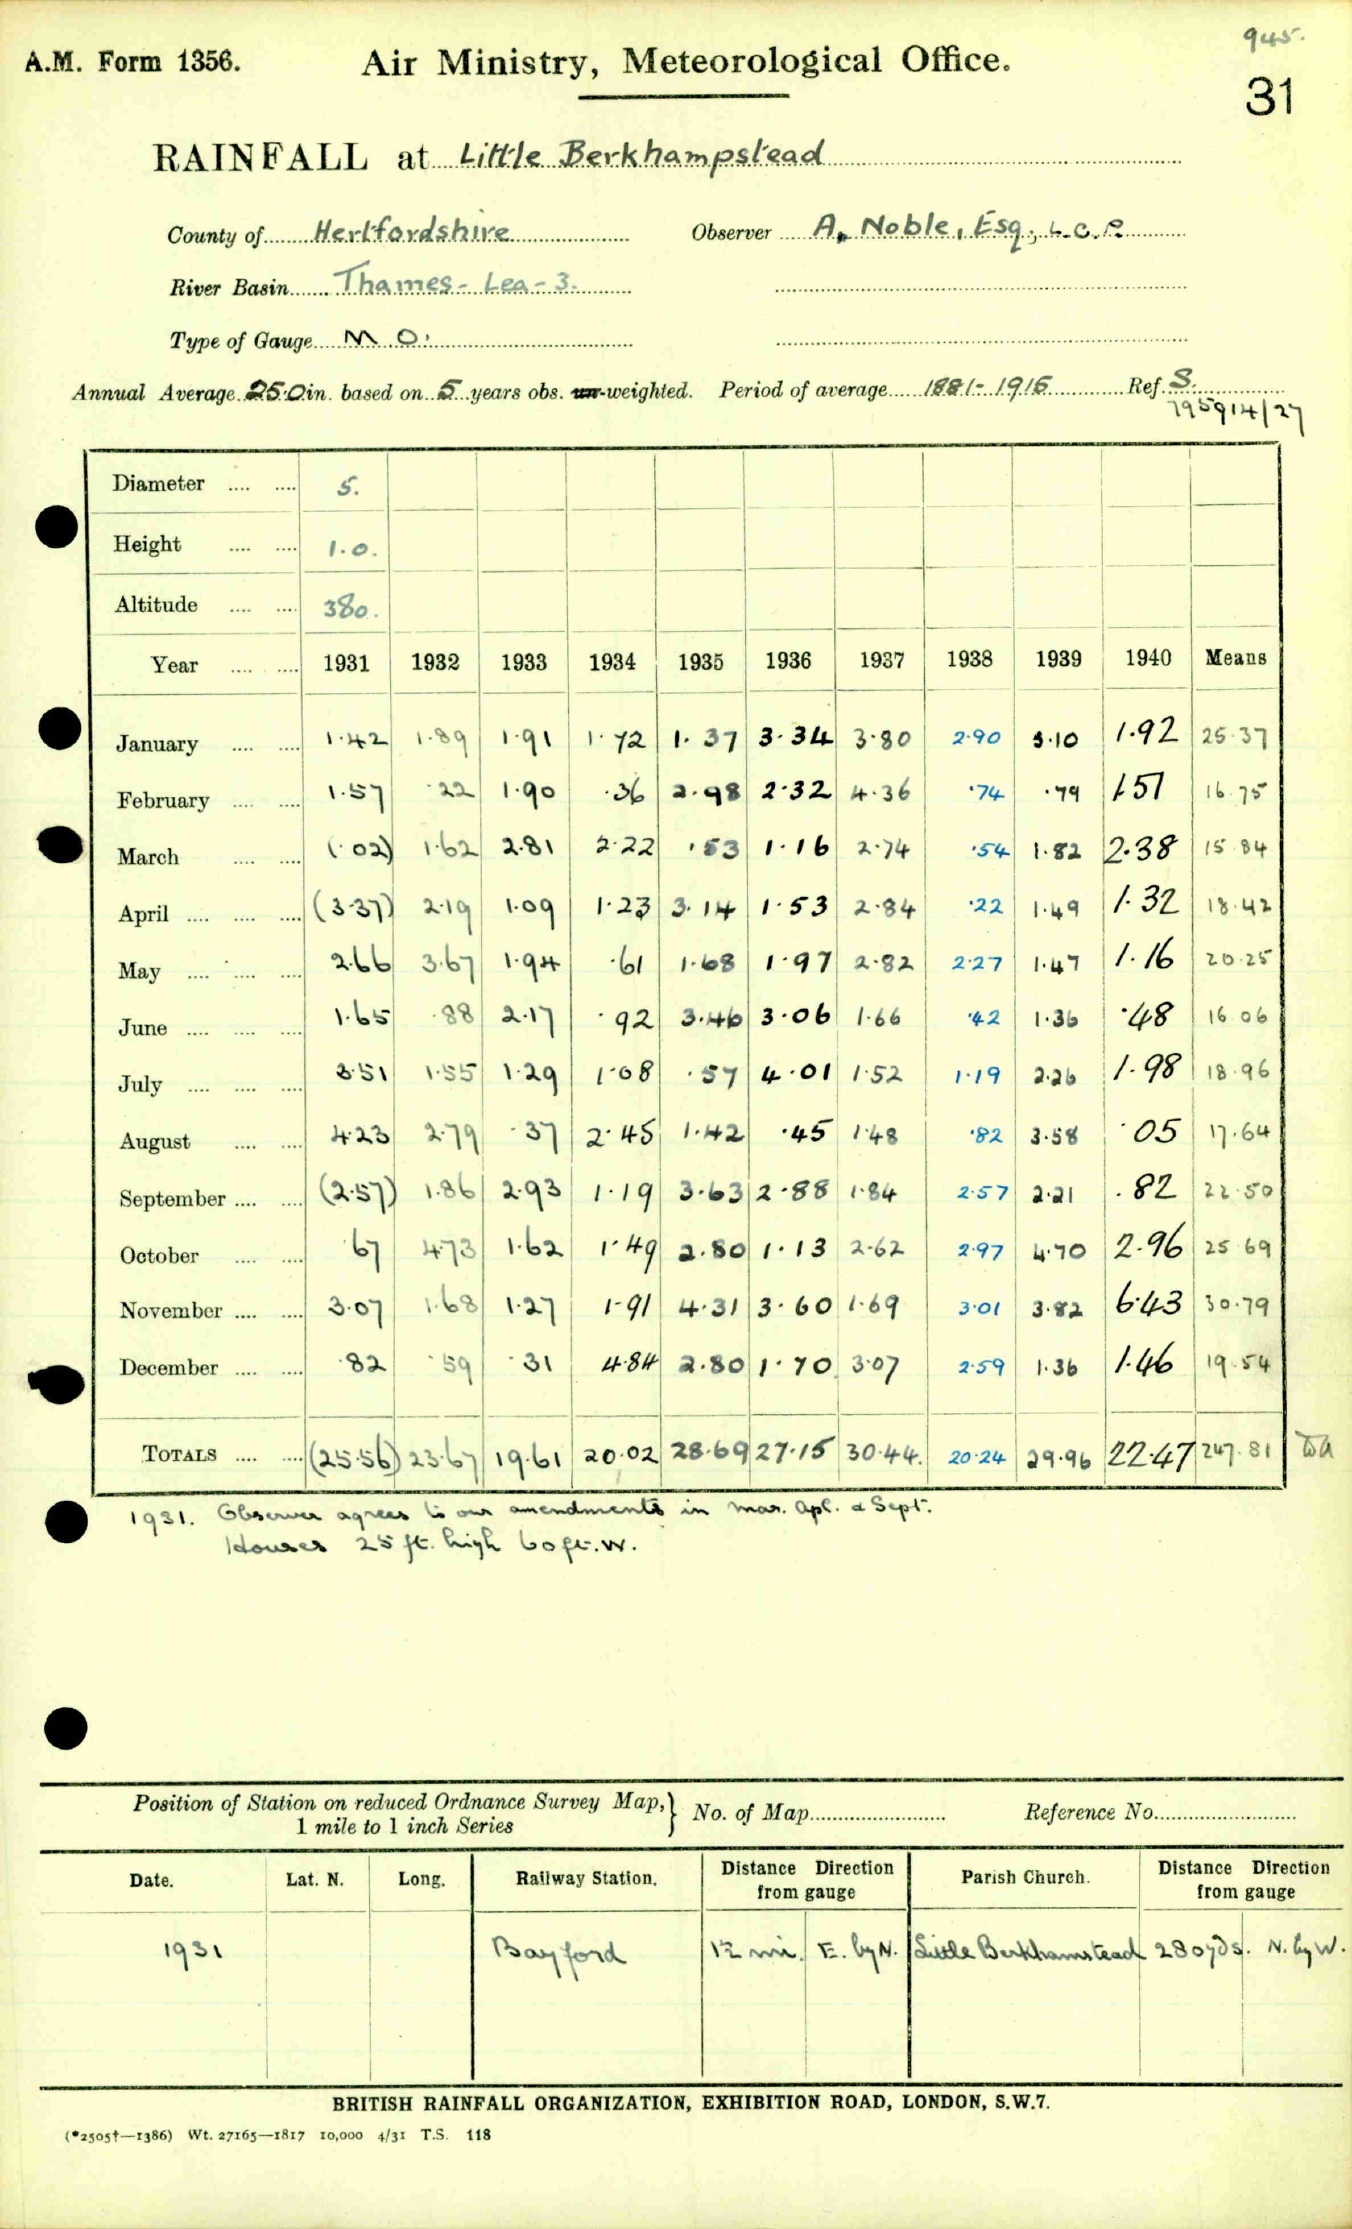 945.
A.M. Form 1356. Air Ministry, Meteorological Office.
31
RAINFALL at Little Berkhampstead
County of Hertfordshire Observer A. Noble, Esq., L.C.P.
River Basin Thames - Lea - 3.
Type of Gauge M.O.
Annual Average 25.0 in. based on 5 years obs. un-weighted. Period of average 1881-1915 Ref. S.
795914/27
Diameter 5.
Height 1.0.
Altitude 380.
Year 1931 1932 1933 1934 1935 1936 1937 1938 1939 1940 Means
January 1.42 1.89 1.91 1.72 1.37 3.34 3.80 2.90 5.10 1.92 25.37
February 1.57 .22 1.90 .36 2.98 2.32 4.36 .74 .79 1.51 16.75
March (.02) 1.62 2.81 2.22 .53 1.16 2.74 .54 1.82 2.38 15.84
April (3.37) 2.19 1.09 1.23 3.14 1.53 2.84 .22 1.49 1.32 18.42
May 2.66 3.67 1.94 .61 1.68 1.97 2.82 2.27 1.47 1.16 20.25
June 1.65 .88 2.17 .92 3.46 3.06 1.66 .42 1.36 .48 16.06
July 3.51 1.55 1.29 1.08 .57 4.01 1.52 1.19 2.26 1.98 18.96
August 4.23 2.79 .37 2.45 1.42 .45 1.48 .82 3.58 .05 17.64
September (2.57) 1.86 2.93 1.19 3.63 2.88 1.84 2.57 2.21 .82 22.50
October .67 4.73 1.62 1.49 2.80 1.13 2.62 2.97 4.70 2.96 25.69
November 3.07 1.68 1.27 1.91 4.31 3.60 1.69 3.01 3.82 6.43 30.79
December .82 .59 .31 4.84 2.80 1.70 3.07 2.59 1.36 1.46 19.54
TOTALS (25.56) 23.67 19.61 20.02 28.69 27.15 30.44. 20.24 29.96 22.47 247.81
1931. Observer agrees to our amendments in Mar. Apl. & Sept.
Houses 25 ft. high 60 ft. W.
Position of Station on reduced Ordnance Survey Map,} No. of Map Reference No.
1 mile to 1 inch Series
Date. Lat. N. Long. Railway Station. Distance Direction Parish Church. Distance Direction
from gauge from gauge
1931 Bayford 1½ mi. E. by N. Little Berkhamstead 280 yds. N. by W.
BRITISH RAINFALL ORGANIZATION, EXHIBITION ROAD, LONDON, S.W.7.
(*2505†—1386) Wt. 27165—1817 10,000 4/31 T.S. 118